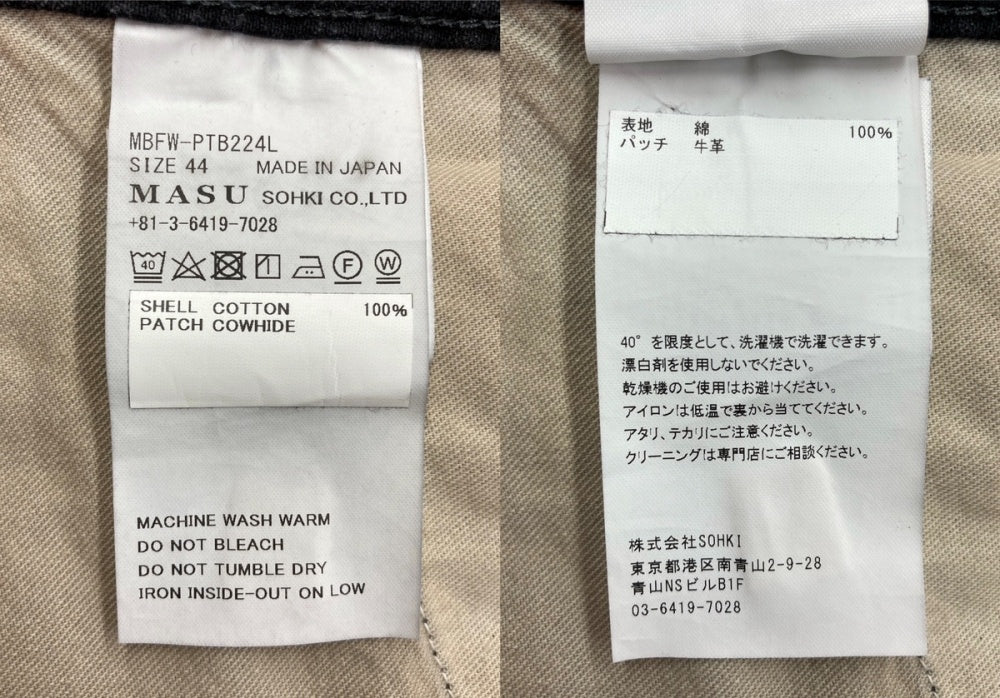 MBFW-PTB224L
SIZE 44 MADE IN JAPAN
MASU SOHKI CO.,LTD
+81-3-6419-7028
40 F W
SHELL COTTON 100%
PATCH COWHIDE
MACHINE WASH WARM
DO NOT BLEACH
DO NOT TUMBLE DRY
IRON INSIDE-OUT ON LOW
表地 綿 100%
パッチ 牛革
40°を限度として、洗濯機で洗濯できます。
漂白剤を使用しないでください。
乾燥機のご使用はお避けください。
アイロンは低温で裏から当ててください。
アタリ、テカリにご注意ください。
クリーニングは専門店にご相談ください。
株式会社SOHKI
東京都港区南青山2-9-28
青山NSビルB1F
03-6419-7028